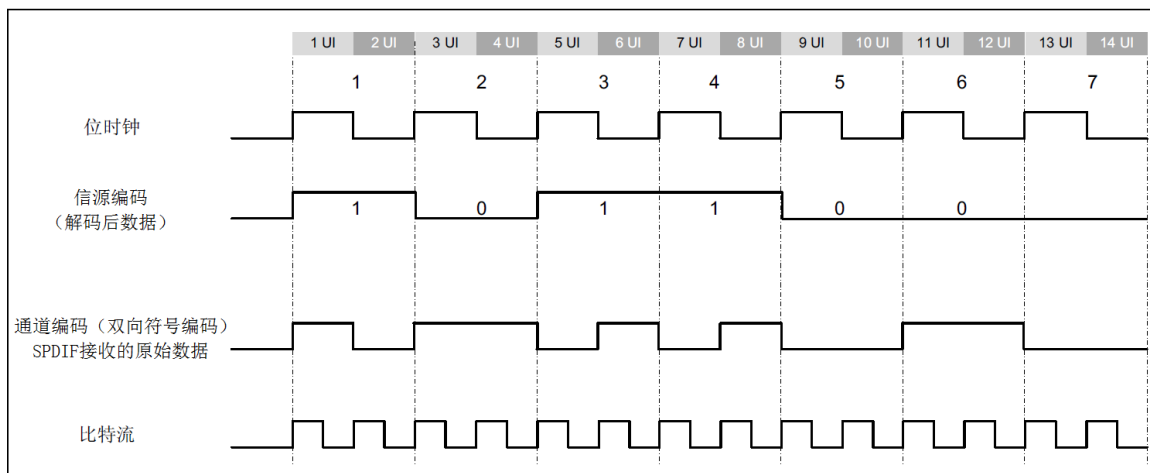 1 UI 2 UI 3 UI 4 UI 5 UI 6 UI 7 UI 8 UI 9 UI 10 UI 11 UI 12 UI 13 UI 14 UI
1 2 3 4 5 6 7
位时钟
信源编码
（解码后数据）
1 0 1 1 0 0
通道编码（双向符号编码）
SPDIF接收的原始数据
比特流